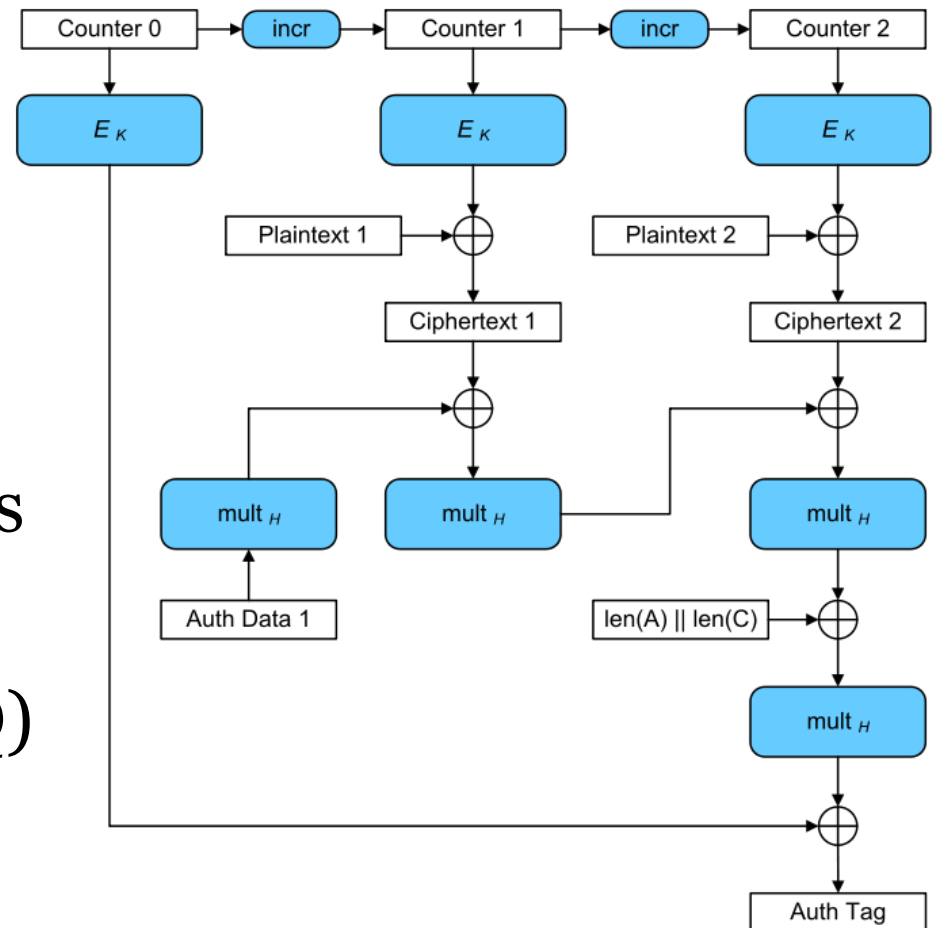 Counter 0 incr Counter 1 incr Counter 2
E K E K E K
Plaintext 1 Plaintext 2
Ciphertext 1 Ciphertext 2
s
mult H mult H mult H
Auth Data 1 len(A) || len(C)
mult H
Auth Tag